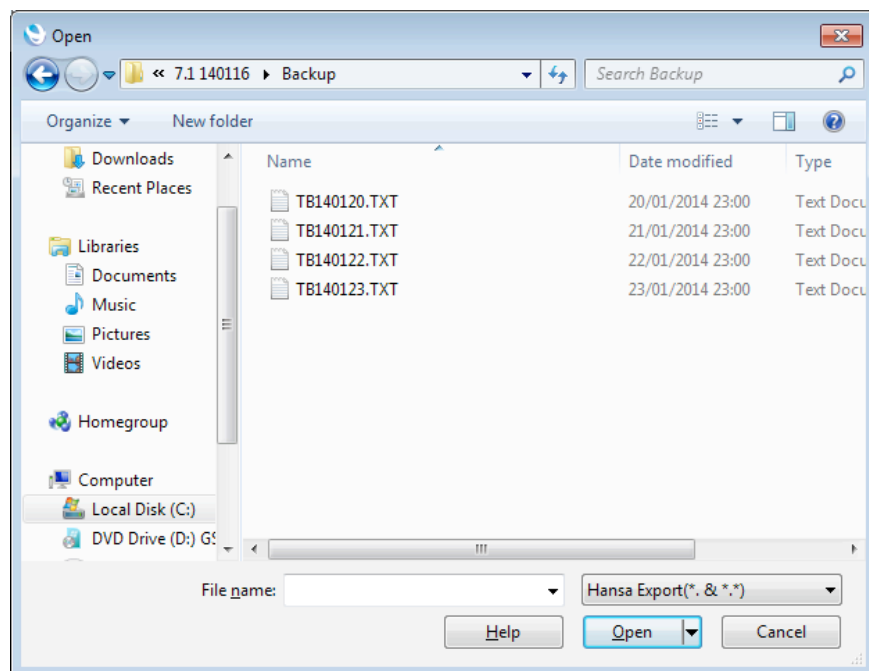 Open
« 7.1 140116 ▸ Backup
Search Backup
Organize
New folder
Downloads
Recent Places
Libraries
Documents
Music
Pictures
Videos
Homegroup
Computer
Local Disk (C:)
DVD Drive (D:) GS
Name Date modified Type
TB140120.TXT 20/01/2014 23:00 Text Docu
TB140121.TXT 21/01/2014 23:00 Text Docu
TB140122.TXT 22/01/2014 23:00 Text Docu
TB140123.TXT 23/01/2014 23:00 Text Docu
File name:
Hansa Export(*. & *.*)
Help
Open
Cancel